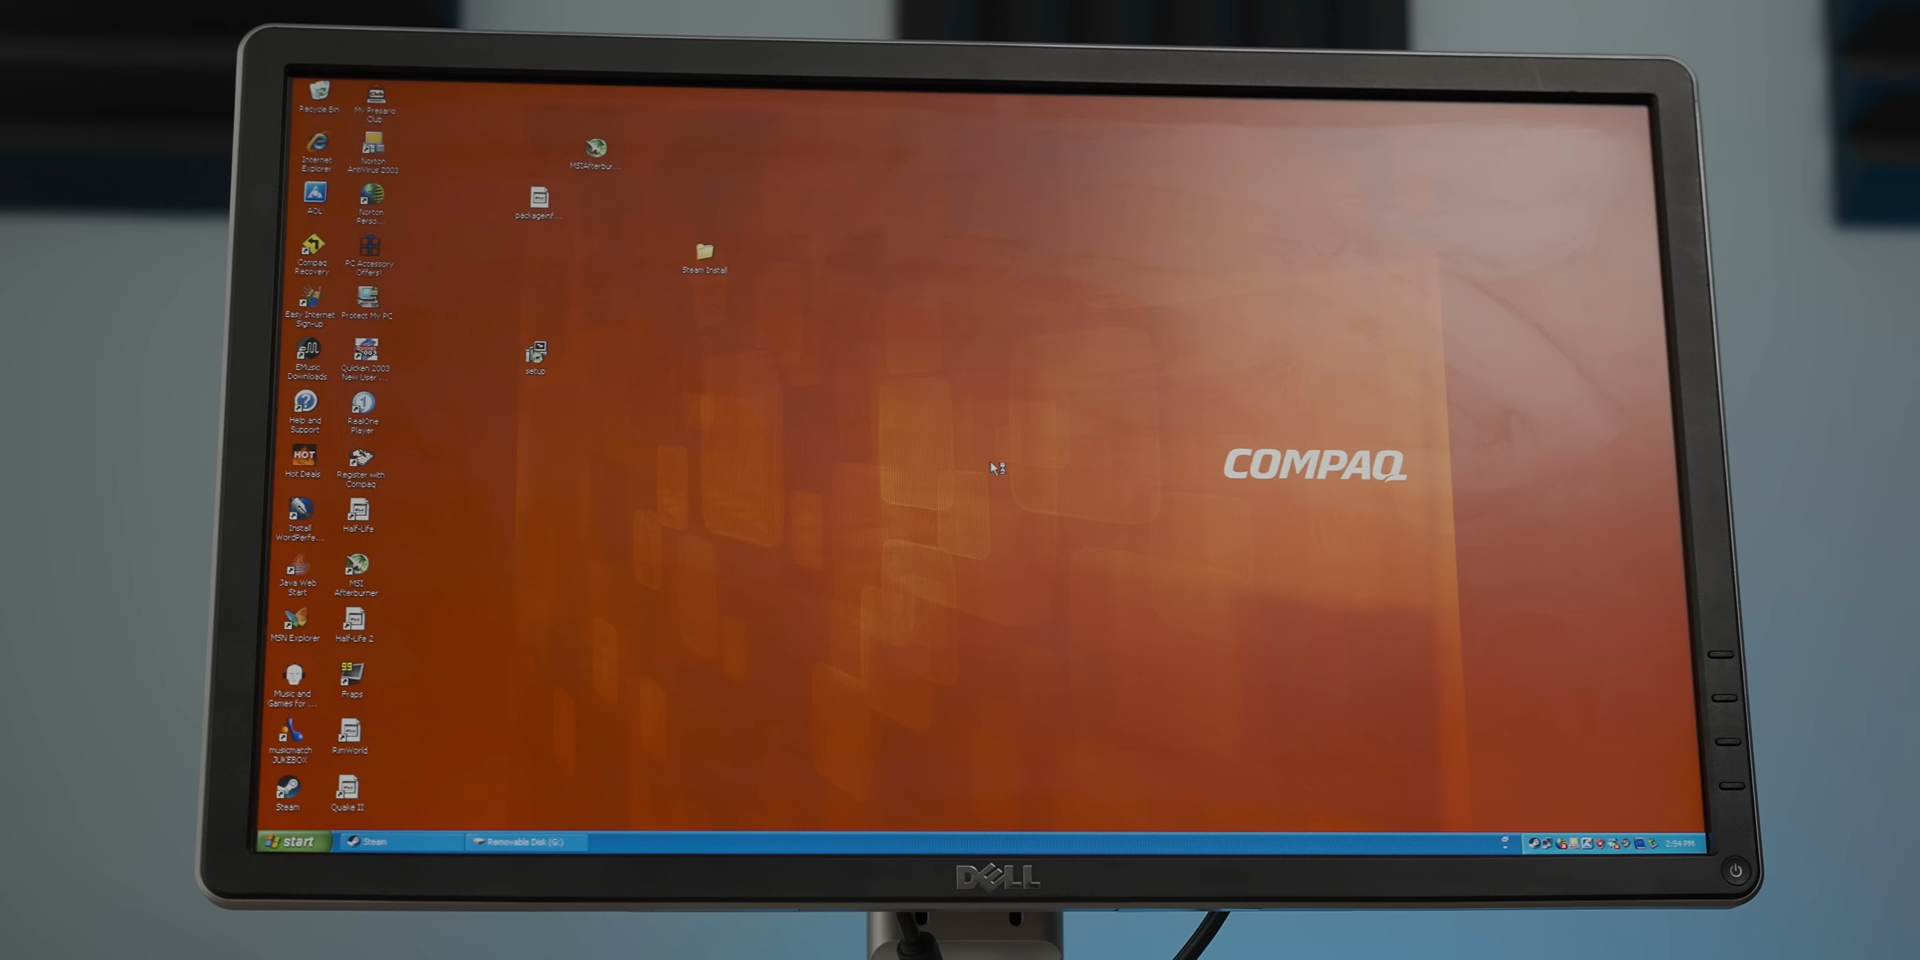 Recycle Bin
My Presario
Club
Internet
Explorer
Norton
AntiVirus 2003
MSIAfterbur...
AOL
Norton
Perso...
packageinf...
Compaq
Recovery
PC Accessory
Offers!
Steam Install
Easy Internet
Sign-up
Protect My PC
EMusic
Downloads
Quicken 2003
New User ...
setup
Help and
Support
RealOne
Player
HOT
Hot Deals
Register with
Compaq
COMPAQ
Install
WordPerfe...
Half-Life
Java Web
Start
MSI
Afterburner
MSN Explorer
Half-Life 2
Music and
Games for ...
99
Fraps
musicmatch
JUKEBOX
RimWorld
Steam
Quake II
start
Steam
Removable Disk (G:)
2:54 PM
DELL